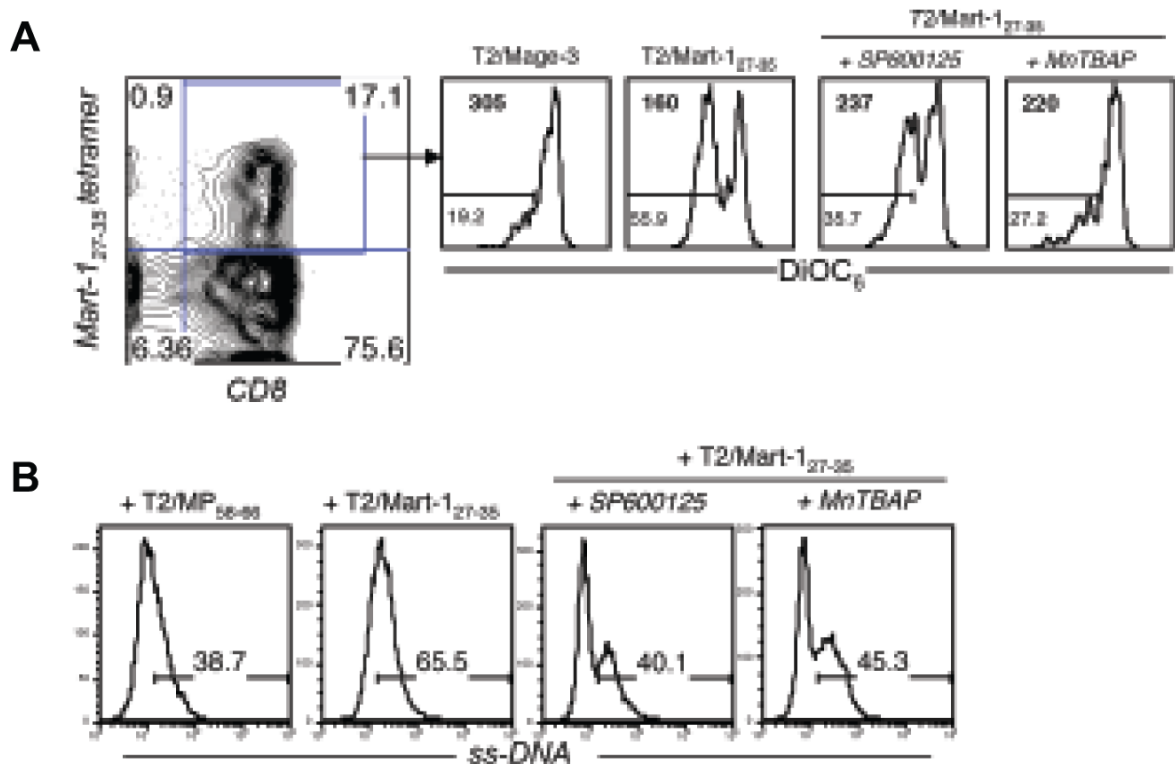 A
T2/Mart-1₂₇₋₃₅
T2/Mage-3
T2/Mart-1₂₇₋₃₅
+ SP600125
+ MnTBAP
0.9
17.1
305
160
237
220
19.2
55.9
35.7
27.2
6.36
75.6
Mart-1₂₇₋₃₅ tetramer
CD8
DiOC₆
B
+ T2/Mart-1₂₇₋₃₅
+ T2/MP₅₈₋₆₆
+ T2/Mart-1₂₇₋₃₅
+ SP600125
+ MnTBAP
38.7
65.5
40.1
45.3
ss-DNA